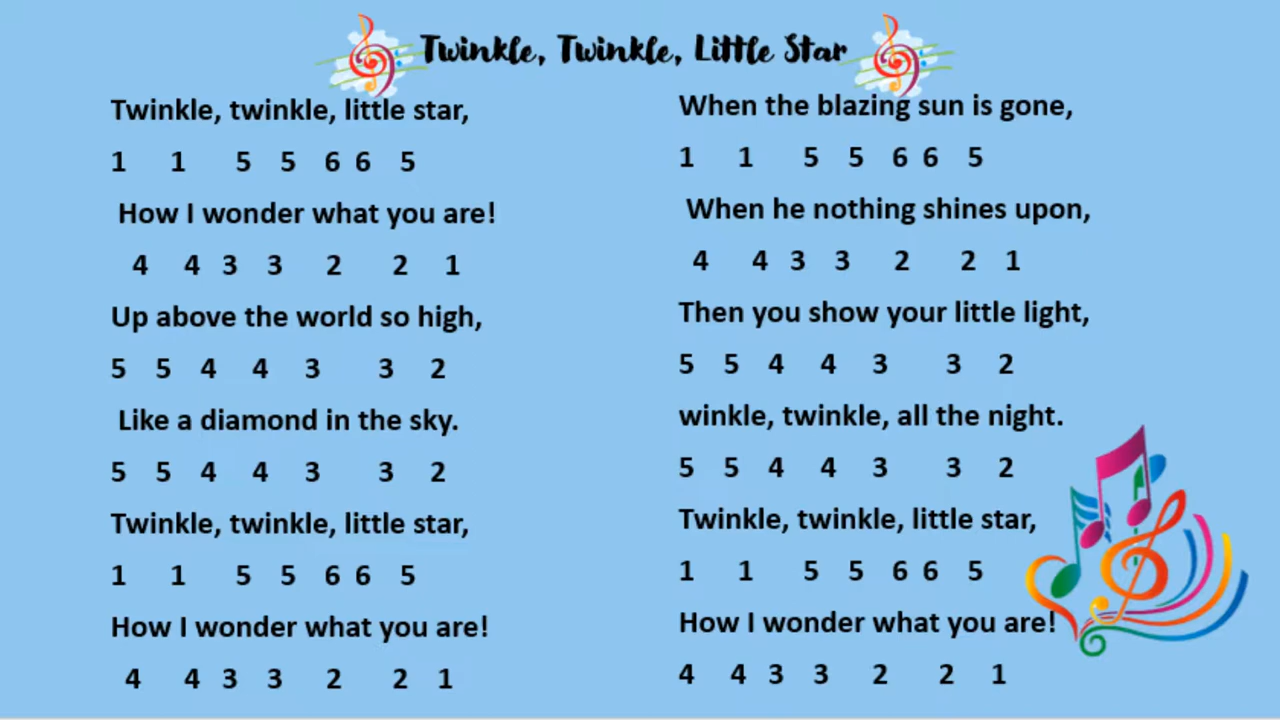 Twinkle, Twinkle, Little Star
Twinkle, twinkle, little star,
1 1 5 5 6 6 5
How I wonder what you are!
4 4 3 3 2 2 1
Up above the world so high,
5 5 4 4 3 3 2
Like a diamond in the sky.
5 5 4 4 3 3 2
Twinkle, twinkle, little star,
1 1 5 5 6 6 5
How I wonder what you are!
4 4 3 3 2 2 1
When the blazing sun is gone,
1 1 5 5 6 6 5
When he nothing shines upon,
4 4 3 3 2 2 1
Then you show your little light,
5 5 4 4 3 3 2
winkle, twinkle, all the night.
5 5 4 4 3 3 2
Twinkle, twinkle, little star,
1 1 5 5 6 6 5
How I wonder what you are!
4 4 3 3 2 2 1